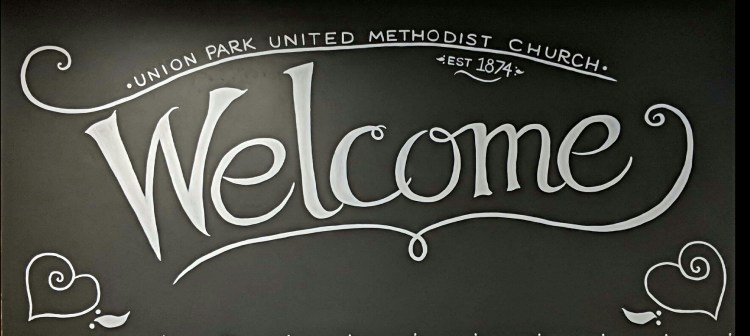 ·UNION PARK UNITED METHODIST CHURCH·
EST 1874
Welcome